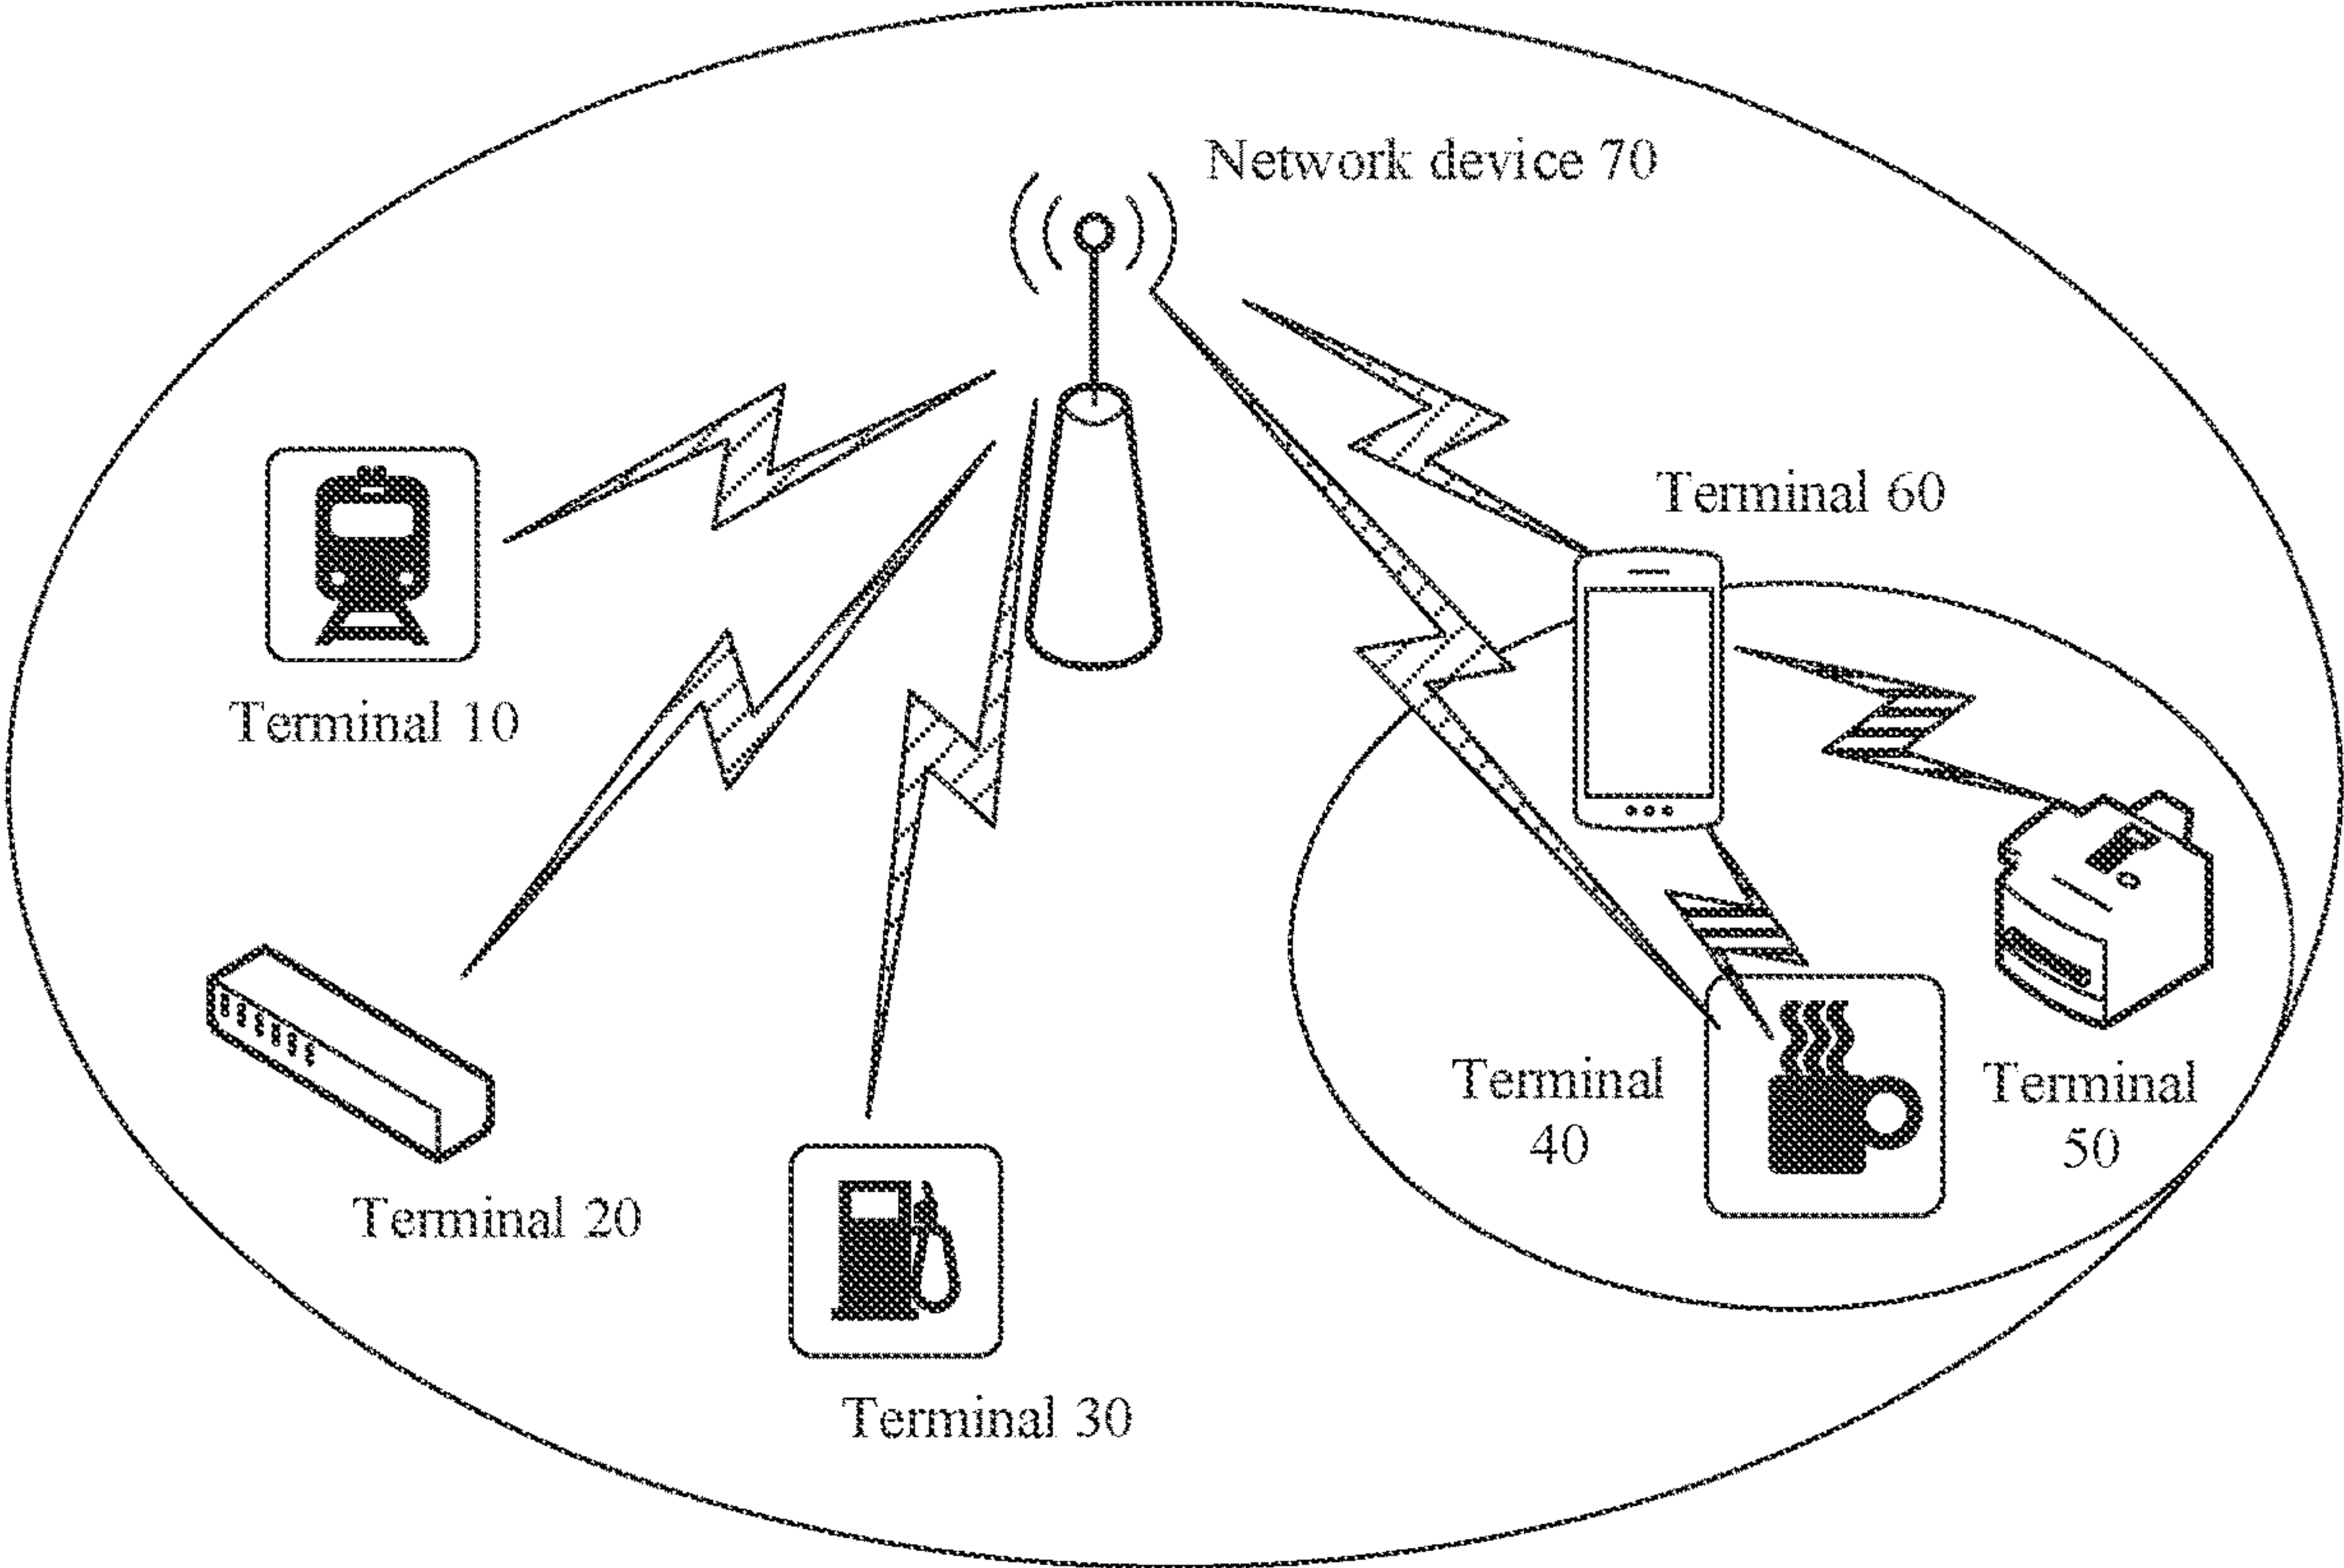 Network device 70
Terminal 60
Terminal 10
Terminal
40
Terminal
50
Terminal 20
Terminal 30